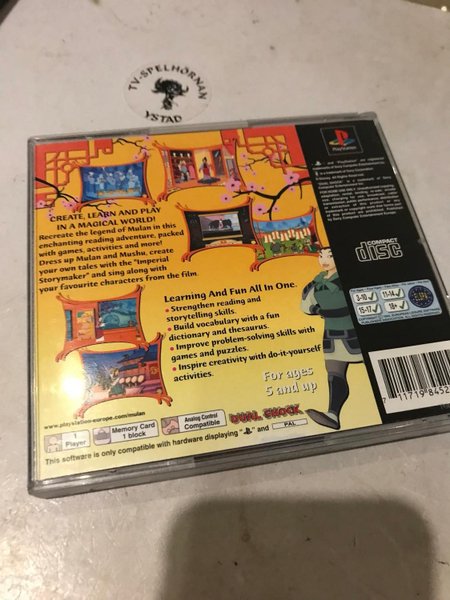 TV-SPELHÖRNAN
YSTAD
CREATE, LEARN AND PLAY
IN A MAGICAL WORLD!
Recreate the legend of Mulan in this
enchanting reading adventure, packed
with games, activities and more!
Dress up Mulan and Mushu, create
your own tales with the "Imperial
Storymaker" and sing along with
your favourite characters from the film.
Learning And Fun All In One.
• Strengthen reading and
storytelling skills.
• Build vocabulary with a fun
dictionary and thesaurus.
• Improve problem-solving skills with
games and puzzles.
• Inspire creativity with do-it-yourself
activities.
For ages
5 and up
www.playstation-europe.com/mulan
1
Player
Memory Card
1 block
Analog Control
Compatible
DUAL SHOCK
This software is only compatible with hardware displaying "PS" and PAL
PlayStation
COMPACT
disc
3-10
11-14
15-17
18+
ELSPA
7 11719 8452